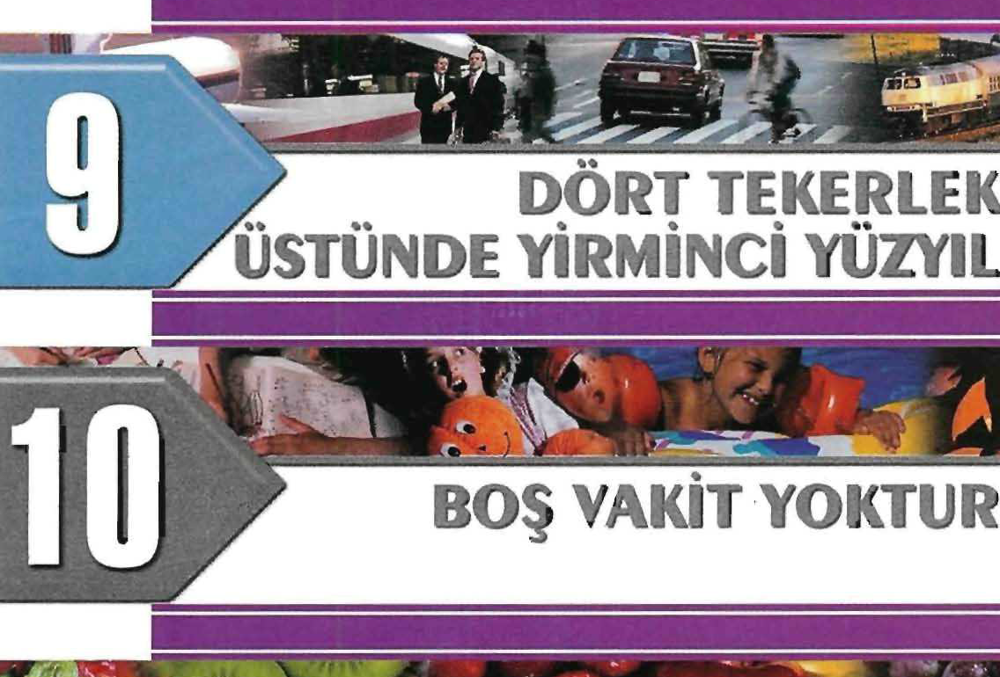 9
DÖRT TEKERLEK
ÜSTÜNDE YİRMİNCİ YÜZYIL
10
BOŞ VAKİT YOKTUR